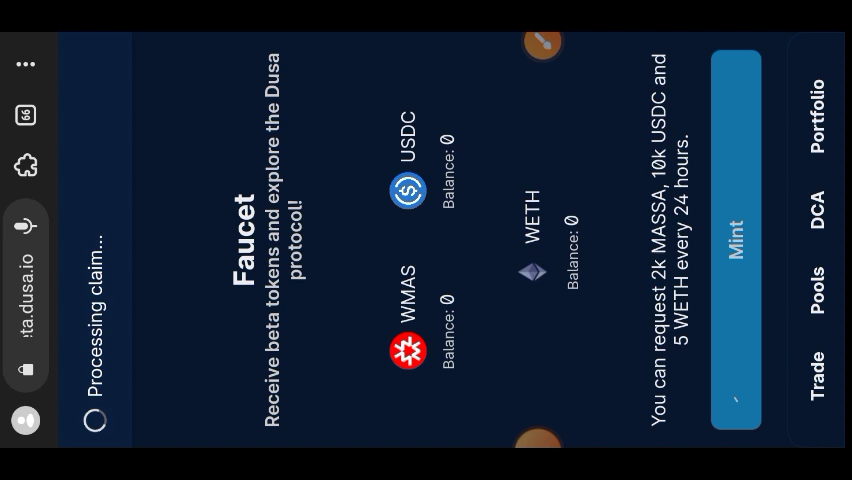 ta.dusa.io
66
Processing claim...
Faucet
Receive beta tokens and explore the Dusa
protocol!
WMAS
Balance: 0
USDC
Balance: 0
WETH
Balance: 0
You can request 2k MASSA, 10k USDC and
5 WETH every 24 hours.
Mint
Trade
Pools
DCA
Portfolio